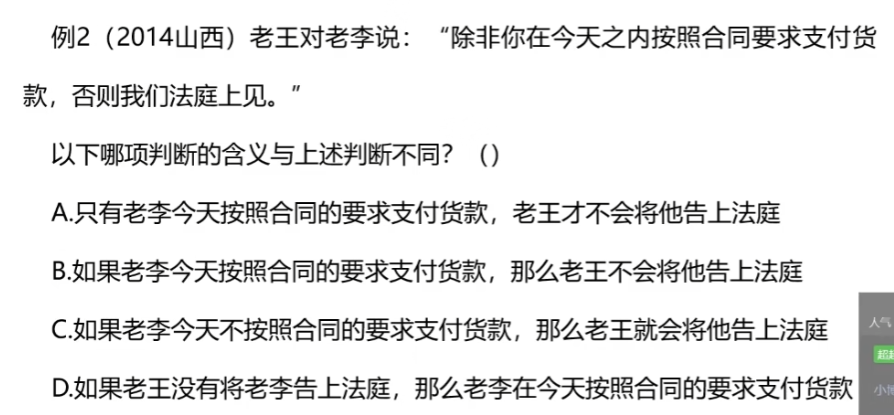 例2（2014山西）老王对老李说：“除非你在今天之内按照合同要求支付货
款，否则我们法庭上见。”
以下哪项判断的含义与上述判断不同？（）
A.只有老李今天按照合同的要求支付货款，老王才不会将他告上法庭
B.如果老李今天按照合同的要求支付货款，那么老王不会将他告上法庭
C.如果老李今天不按照合同的要求支付货款，那么老王就会将他告上法庭
D.如果老王没有将老李告上法庭，那么老李在今天按照合同的要求支付货款
人气